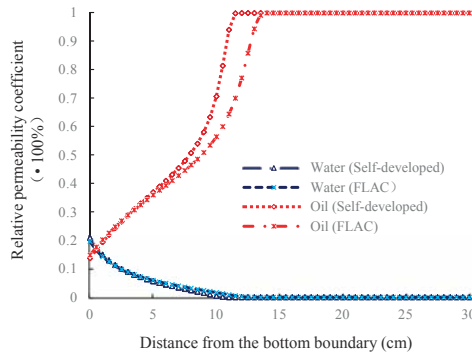 Relative permeability coefficient
（• 100%）
1
0.9
0.8
0.7
0.6
0.5
0.4
0.3
0.2
0.1
0
Water (Self-developed)
Water (FLAC）
Oil (Self-developed)
Oil (FLAC)
0 5 10 15 20 25 30
Distance from the bottom boundary (cm)